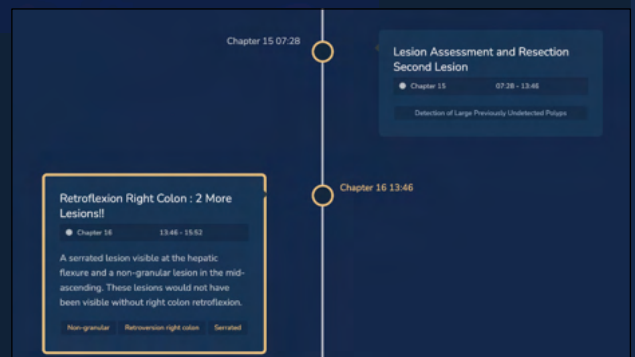 Chapter 15 07:28
Lesion Assessment and Resection
Second Lesion
Chapter 15 07:28 - 13:46
Detection of Large Previously Undetected Polyps
Chapter 16 13:46
Retroflexion Right Colon : 2 More
Lesions!!
Chapter 16 13:46 - 15:52
A serrated lesion visible at the hepatic
flexure and a non-granular lesion in the mid-
ascending. These lesions would not have
been visible without right colon retroflexion.
Non-granular Retroversion right colon Serrated